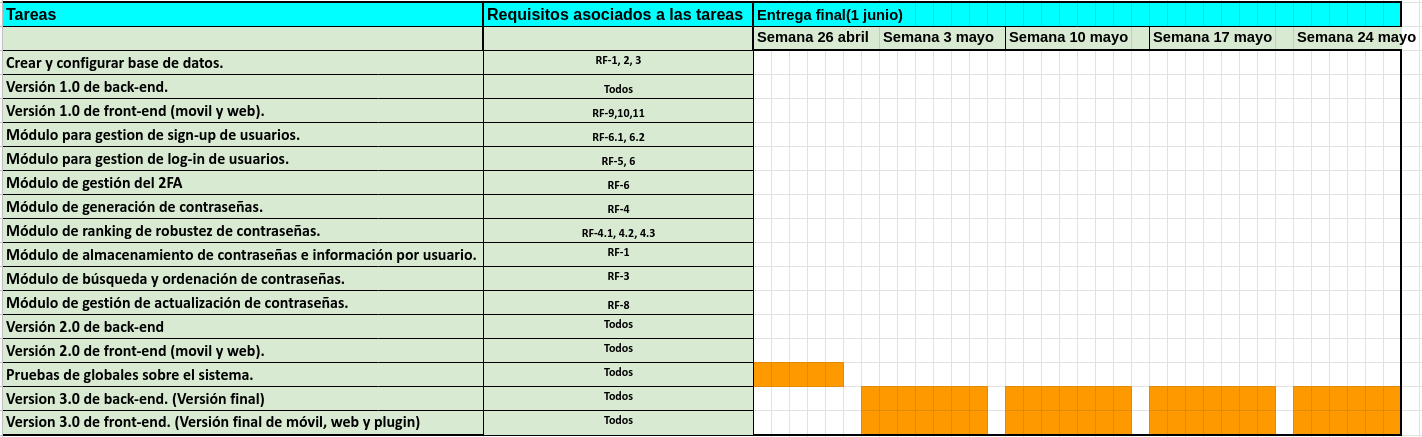 Tareas Requisitos asociados a las tareas Entrega final(1 junio)
Semana 26 abril Semana 3 mayo Semana 10 mayo Semana 17 mayo Semana 24 mayo
Crear y configurar base de datos. RF-1, 2, 3
Versión 1.0 de back-end. Todos
Versión 1.0 de front-end (movil y web). RF-9,10,11
Módulo para gestion de sign-up de usuarios. RF-6.1, 6.2
Módulo para gestion de log-in de usuarios. RF-5, 6
Módulo de gestión del 2FA RF-6
Módulo de generación de contraseñas. RF-4
Módulo de ranking de robustez de contraseñas. RF-4.1, 4.2, 4.3
Módulo de almacenamiento de contraseñas e información por usuario. RF-1
Módulo de búsqueda y ordenación de contraseñas. RF-3
Módulo de gestión de actualización de contraseñas. RF-8
Versión 2.0 de back-end Todos
Versión 2.0 de front-end (movil y web). Todos
Pruebas de globales sobre el sistema. Todos
Versión 3.0 de back-end. (Versión final) Todos
Version 3.0 de front-end. (Versión final de móvil, web y plugin) Todos